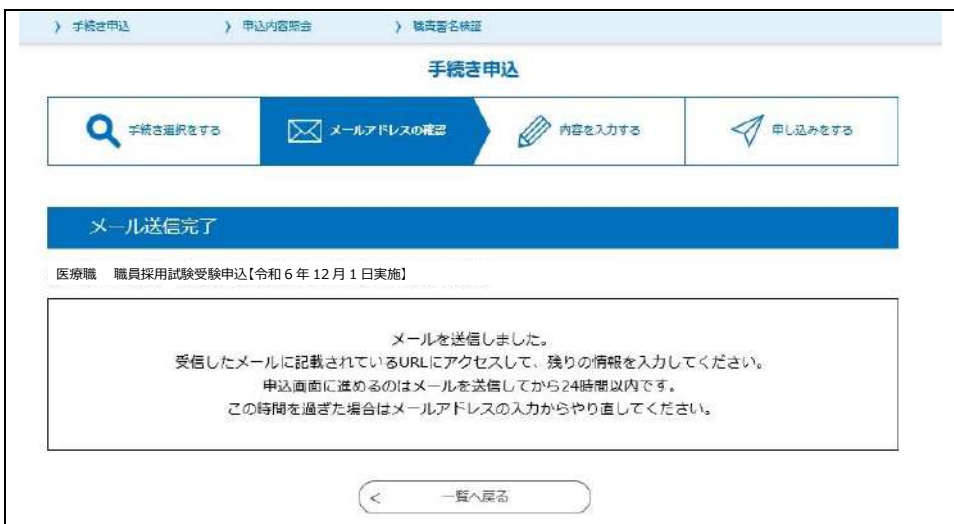 > 手続き申込 > 申込内容照会 > 職責署名検証
手続き申込
手続き選択をする メールアドレスの確認 内容を入力する 申し込みをする
メール送信完了
医療職 職員採用試験受験申込【令和6年12月1日実施】
メールを送信しました。
受信したメールに記載されているURLにアクセスして、残りの情報を入力してください。
申込画面に進めるのはメールを送信してから24時間以内です。
この時間を過ぎた場合はメールアドレスの入力からやり直してください。
< 一覧へ戻る